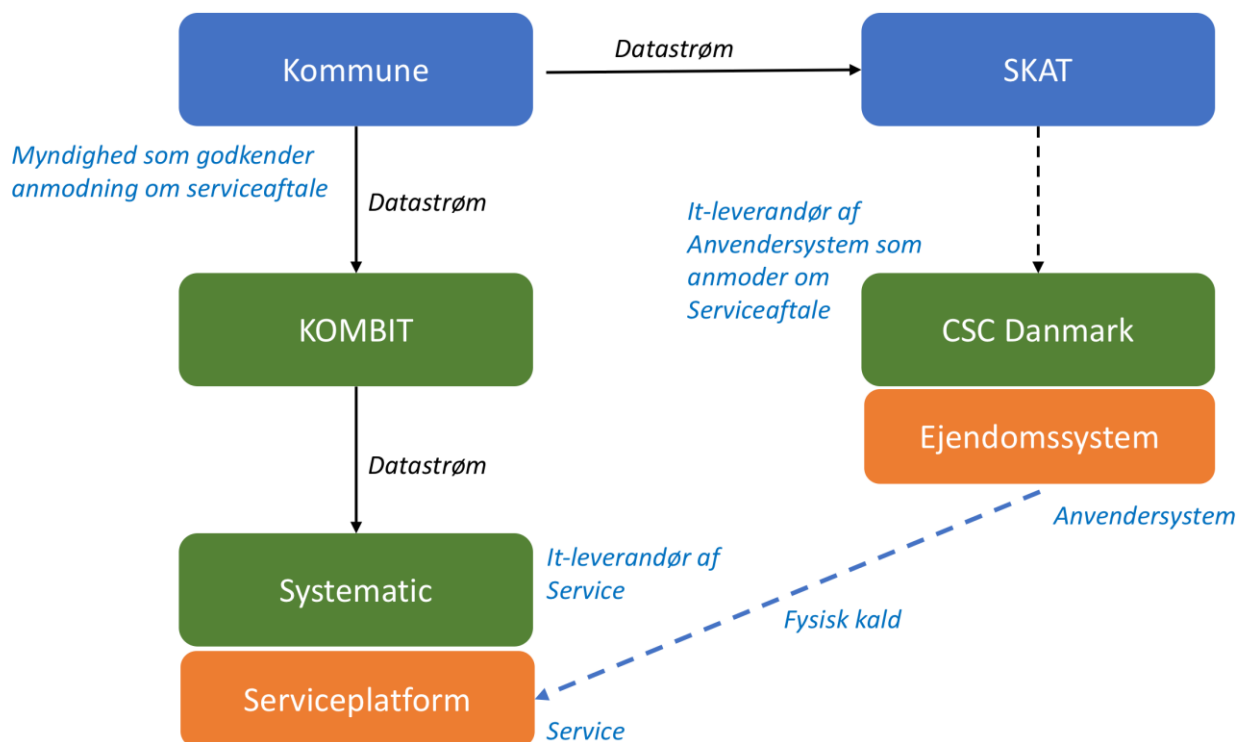 Kommune
Datastrøm
SKAT
Myndighed som godkender
anmodning om serviceaftale
Datastrøm
It-leverandør af
Anvendersystem som
anmoder om
Serviceaftale
KOMBIT
CSC Danmark
Ejendomssystem
Datastrøm
Anvendersystem
Systematic
It-leverandør af
Service
Fysisk kald
Serviceplatform
Service